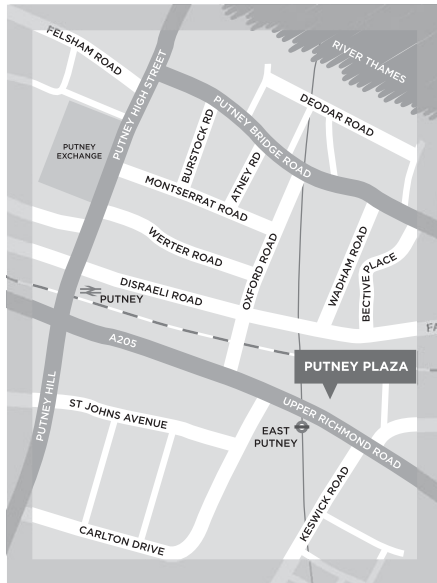 FELSHAM ROAD
RIVER THAMES
PUTNEY HIGH STREET
DEODAR ROAD
PUTNEY BRIDGE ROAD
BURSTOCK RD
PUTNEY
EXCHANGE
ATNEY RD
MONTSERRAT ROAD
WERTER ROAD
OXFORD ROAD
WADHAM ROAD
BECTIVE PLACE
DISRAELI ROAD
PUTNEY
FA
A205
PUTNEY PLAZA
PUTNEY HILL
ST JOHNS AVENUE
UPPER RICHMOND ROAD
EAST
PUTNEY
KESWICK ROAD
CARLTON DRIVE